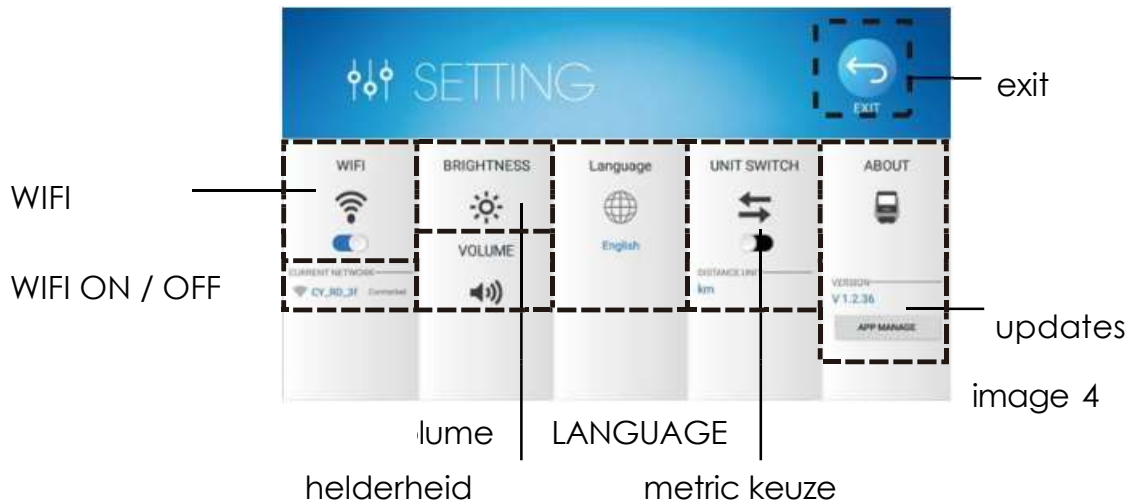 SETTING
EXIT
exit
WIFI
BRIGHTNESS
Language
UNIT SWITCH
ABOUT
WIFI
English
VOLUME
WIFI ON / OFF
CURRENT NETWORK
CY_RD_3f Connected
DISTANCE UNIT
km
VERSION
V 1.2.36
APP MANAGE
updates
image 4
lume
LANGUAGE
helderheid
metric keuze